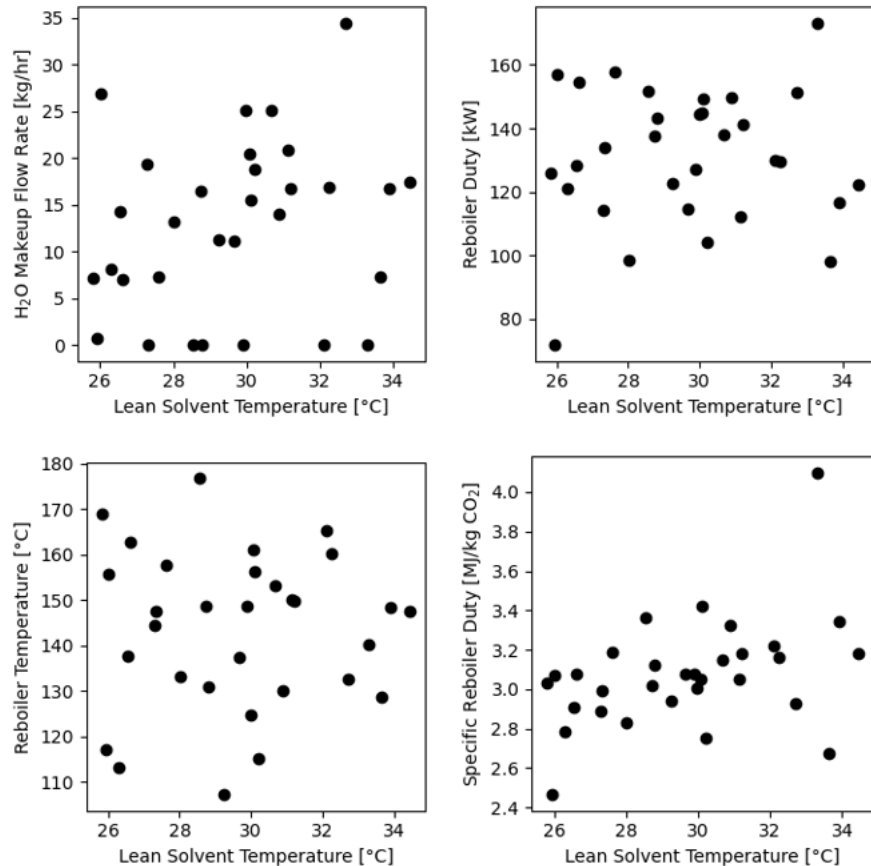 H₂O Makeup Flow Rate [kg/hr]
35
30
25
20
15
10
5
0
26 28 30 32 34
Lean Solvent Temperature [°C]
Reboiler Duty [kW]
160
140
120
100
80
26 28 30 32 34
Lean Solvent Temperature [°C]
Reboiler Temperature [°C]
180
170
160
150
140
130
120
110
26 28 30 32 34
Lean Solvent Temperature [°C]
Specific Reboiler Duty [MJ/kg CO₂]
4.0
3.8
3.6
3.4
3.2
3.0
2.8
2.6
2.4
26 28 30 32 34
Lean Solvent Temperature [°C]